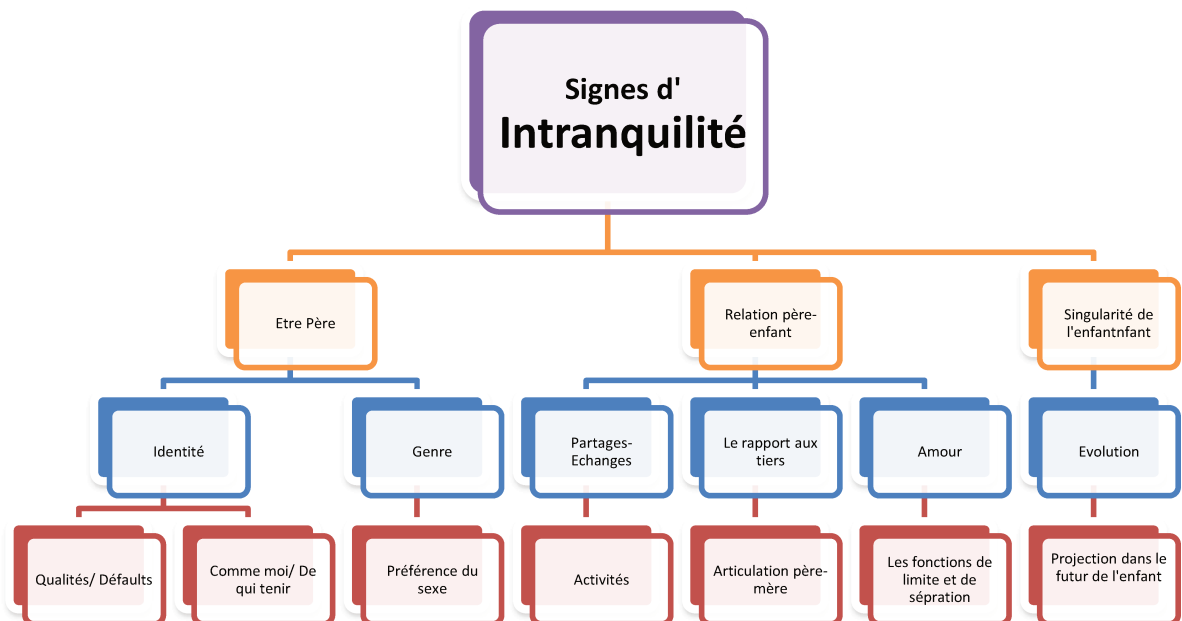 Signes d'
Intranquilité
Etre Père
Relation père-
enfant
Singularité de
l'enfantnfant
Identité
Genre
Partages-
Echanges
Le rapport aux
tiers
Amour
Evolution
Qualités/ Défaults
Comme moi/ De
qui tenir
Préférence du
sexe
Activités
Articulation père-
mère
Les fonctions de
limite et de
sépration
Projection dans le
futur de l'enfant